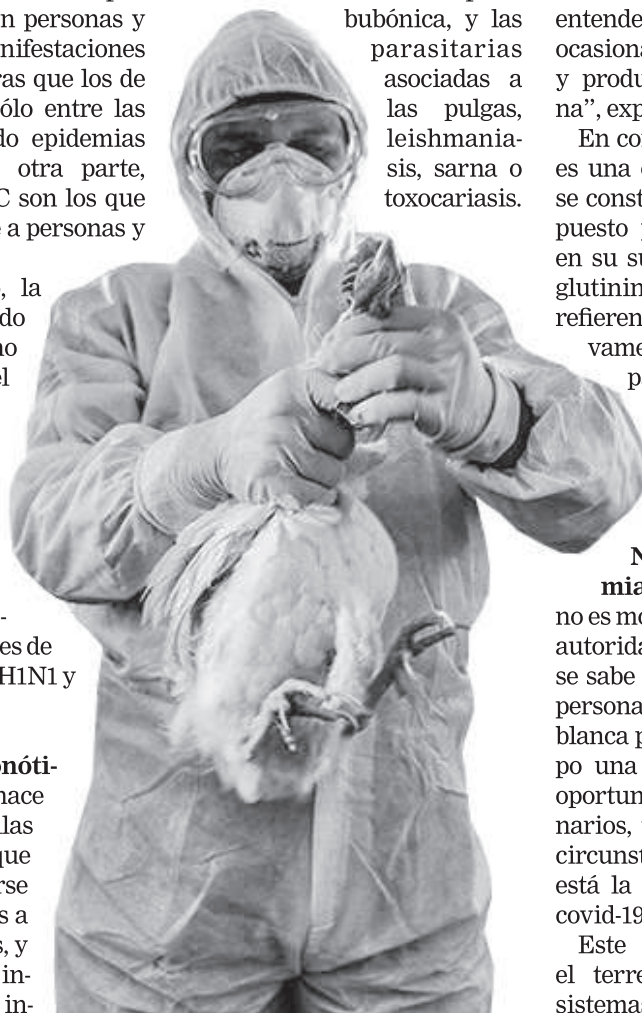 n personas y
nifestaciones
ras que los de
ólo entre las
do epidemias
otra parte,
C son los que
e a personas y
, la
do
no
el
-
es de
H1N1 y
onóti-
hace
llas
que
rse
s a
s, y
in-
in-
bubónica, y las
parasitarias
asociadas a
las pulgas,
leishmania-
sis, sarna o
toxocariasis.
entende
ocasiona
y produ
na”, exp
En co
es una
se const
puesto
en su su
glutinin
refieren
vame
p
N
mia
no es mo
autorida
se sabe
persona
blanca p
po una
oportun
narios,
circunst
está la
covid-19
Este
el terre
sistemas